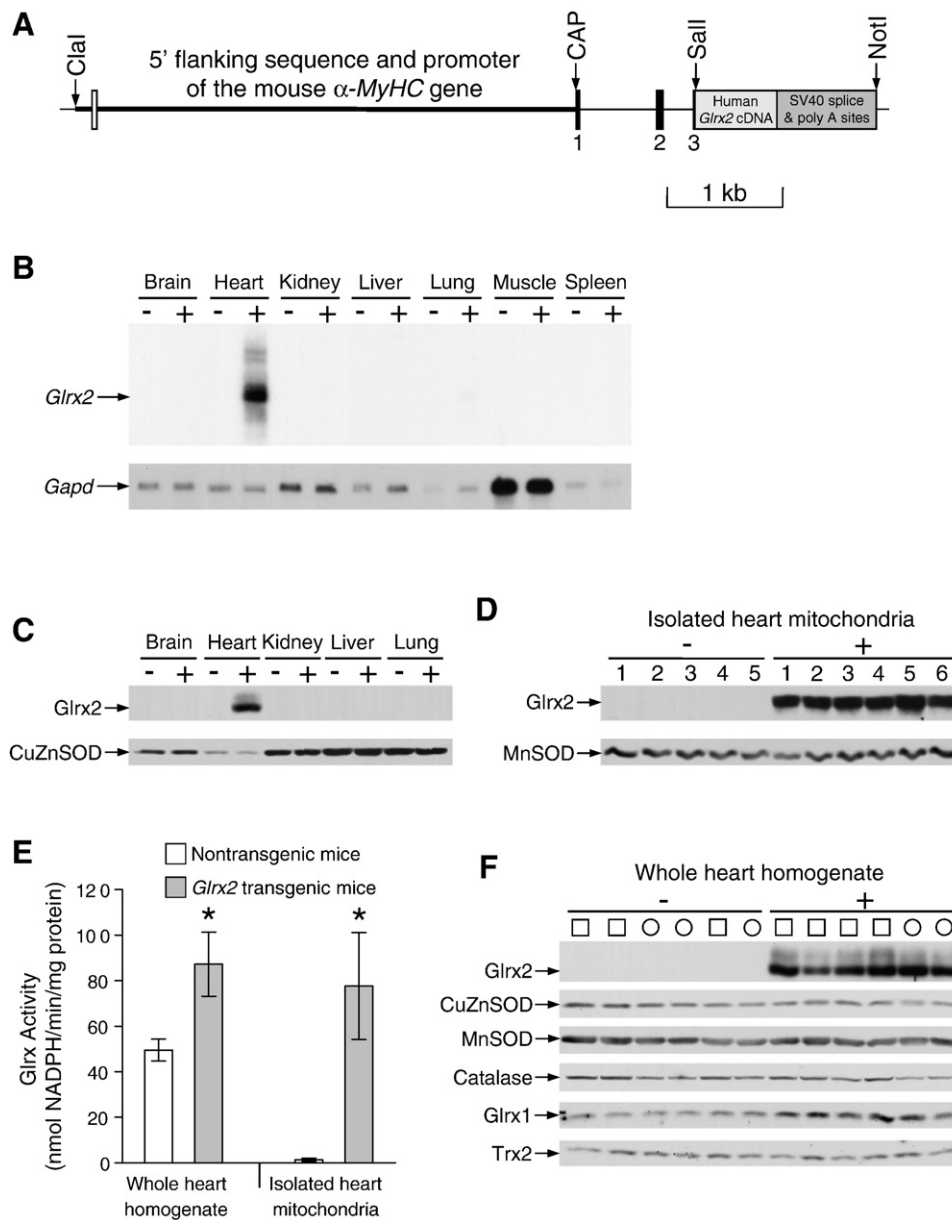 A
ClaI
5' flanking sequence and promoter
of the mouse α-MyHC gene
CAP
SalI
NotI
Human
Glrx2 cDNA
SV40 splice
& poly A sites
1
2
3
1 kb
B
Brain Heart Kidney Liver Lung Muscle Spleen
- + - + - + - + - + - + - +
Glrx2
Gapd
C
Brain Heart Kidney Liver Lung
- + - + - + - + - +
Glrx2
CuZnSOD
D
Isolated heart mitochondria
- +
1 2 3 4 5 1 2 3 4 5 6
Glrx2
MnSOD
E
Nontransgenic mice
Glrx2 transgenic mice
Glrx Activity
(nmol NADPH/min/mg protein)
120
100
80
60
40
20
0
* *
Whole heart
homogenate
Isolated heart
mitochondria
F
Whole heart homogenate
- +
Glrx2
CuZnSOD
MnSOD
Catalase
Glrx1
Trx2